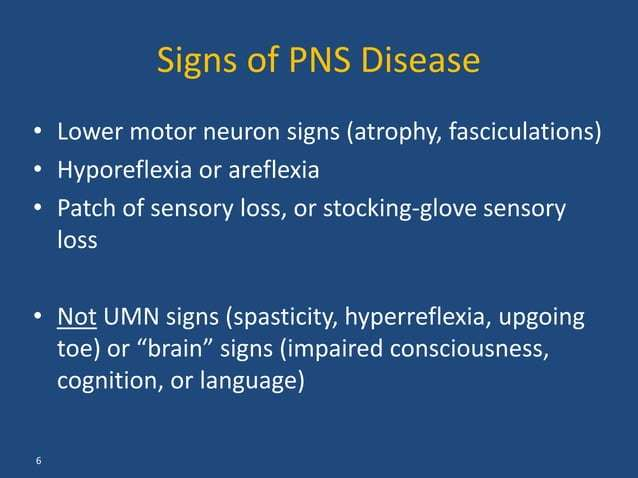 Signs of PNS Disease
• Lower motor neuron signs (atrophy, fasciculations)
• Hyporeflexia or areflexia
• Patch of sensory loss, or stocking-glove sensory
loss
• Not UMN signs (spasticity, hyperreflexia, upgoing
toe) or “brain” signs (impaired consciousness,
cognition, or language)
6